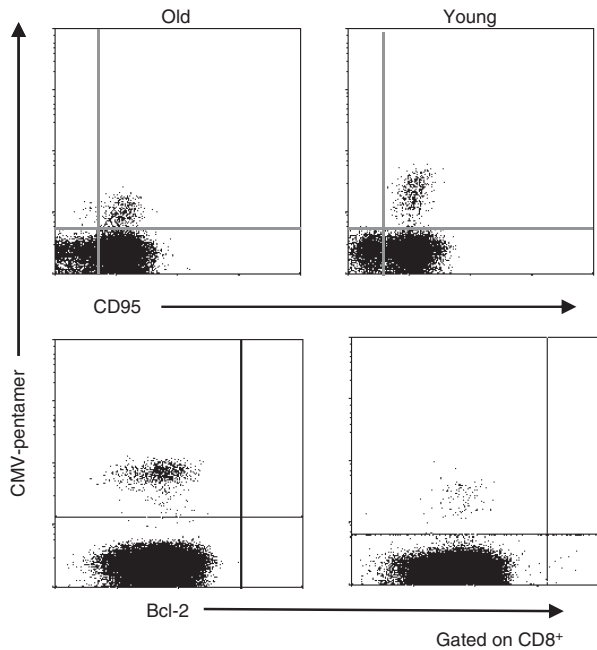 Old
Young
CMV-pentamer
CD95
Bcl-2
Gated on CD8⁺